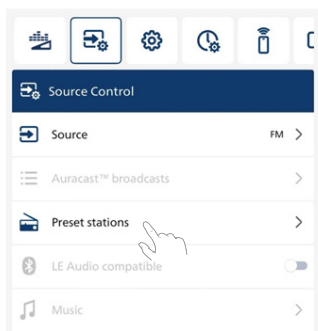 Source Control
Source FM
Auracast™ broadcasts
Preset stations
LE Audio compatible
Music